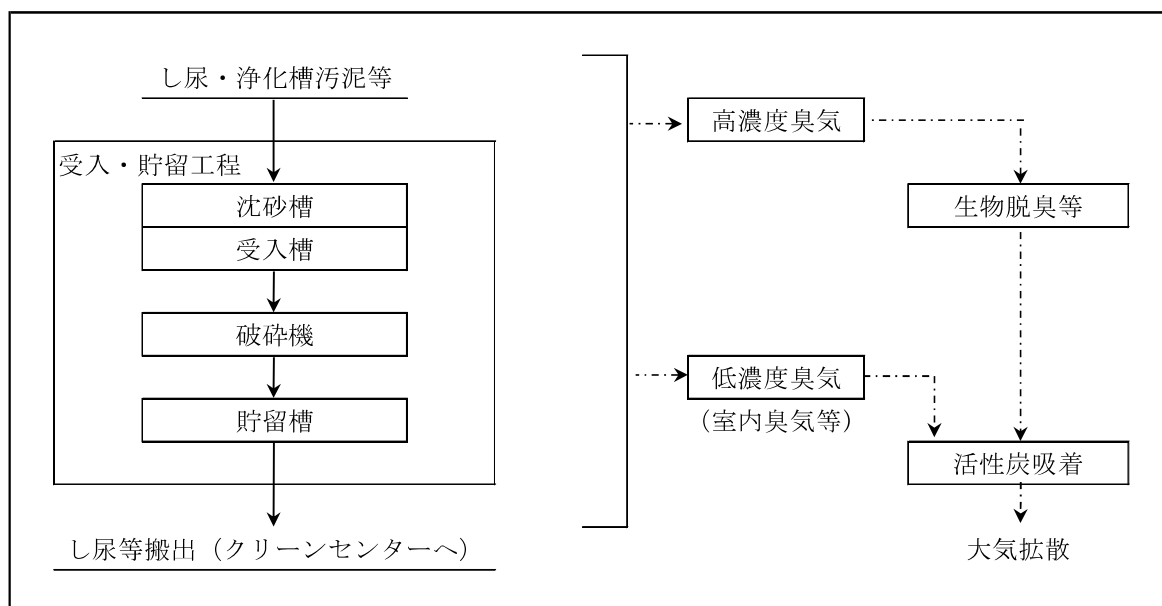 し尿・浄化槽汚泥等
受入・貯留工程
沈砂槽
受入槽
破砕機
貯留槽
し尿等搬出（クリーンセンターへ）
高濃度臭気
生物脱臭等
低濃度臭気
（室内臭気等）
活性炭吸着
大気拡散